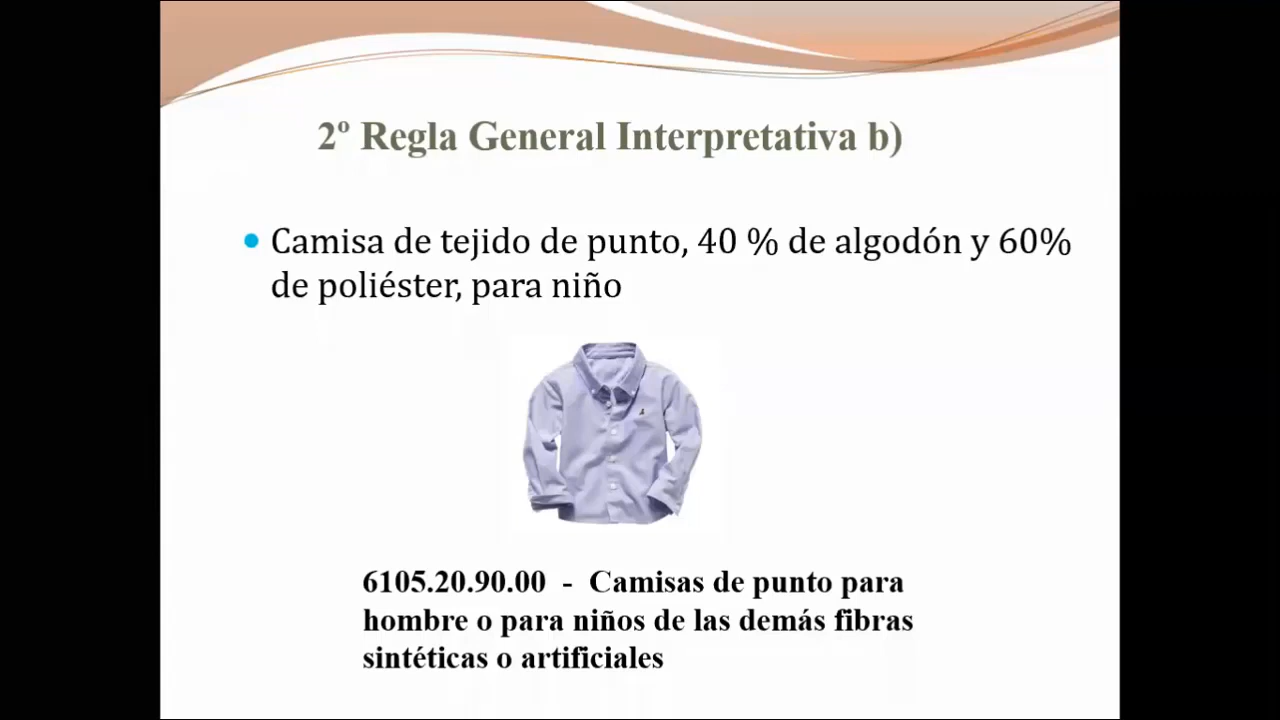 2º Regla General Interpretativa b)
Camisa de tejido de punto, 40 % de algodón y 60%
de poliéster, para niño
6105.20.90.00 - Camisas de punto para
hombre o para niños de las demás fibras
sintéticas o artificiales